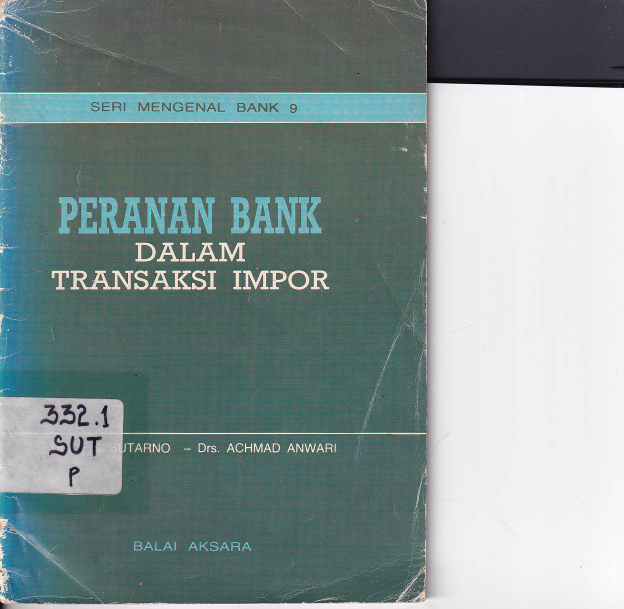 SERI MENGENAL BANK 9
PERANAN BANK
DALAM
TRANSAKSI IMPOR
332.1
SUT
P
SUTARNO – Drs. ACHMAD ANWARI
BALAI AKSARA